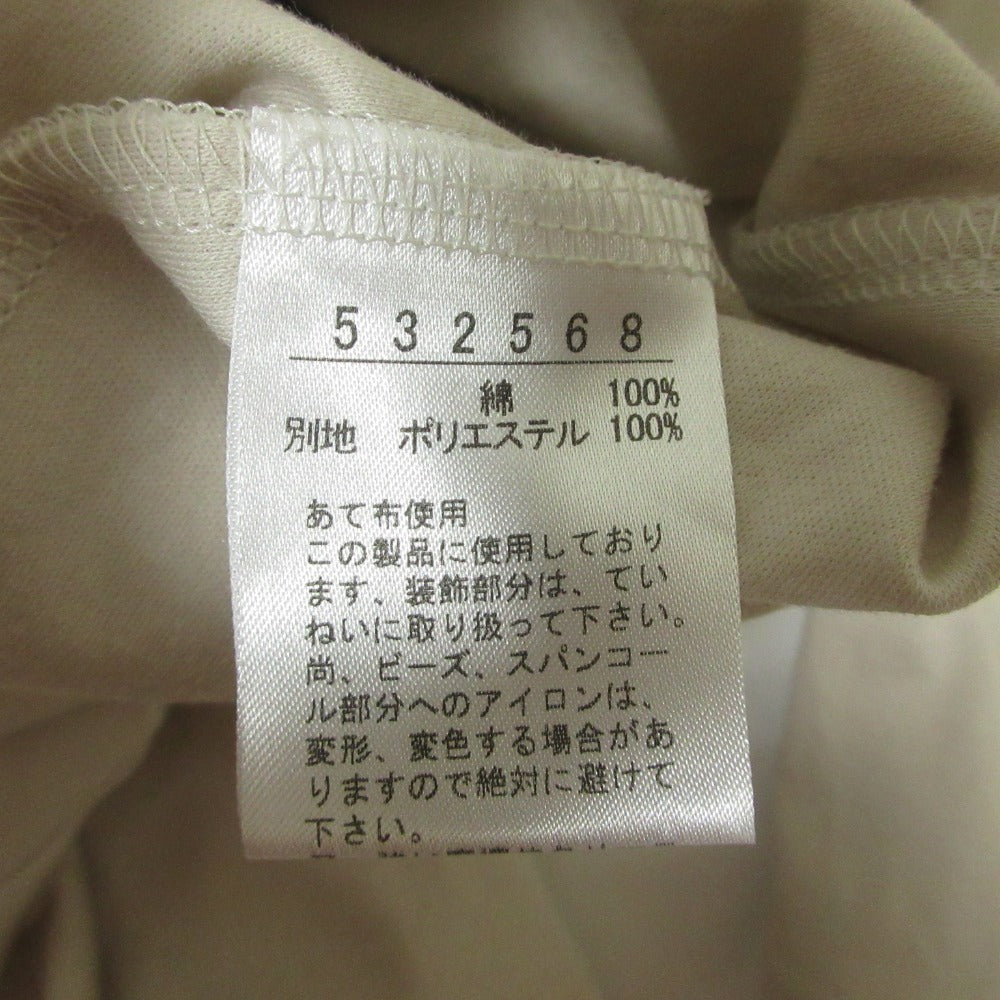 532568
綿 100%
別地 ポリエステル 100%
あて布使用
この製品に使用しており
ます、装飾部分は、てい
ねいに取り扱って下さい。
尚、ビーズ、スパンコー
ル部分へのアイロンは、
変形、変色する場合があ
りますので絶対に避けて
下さい。